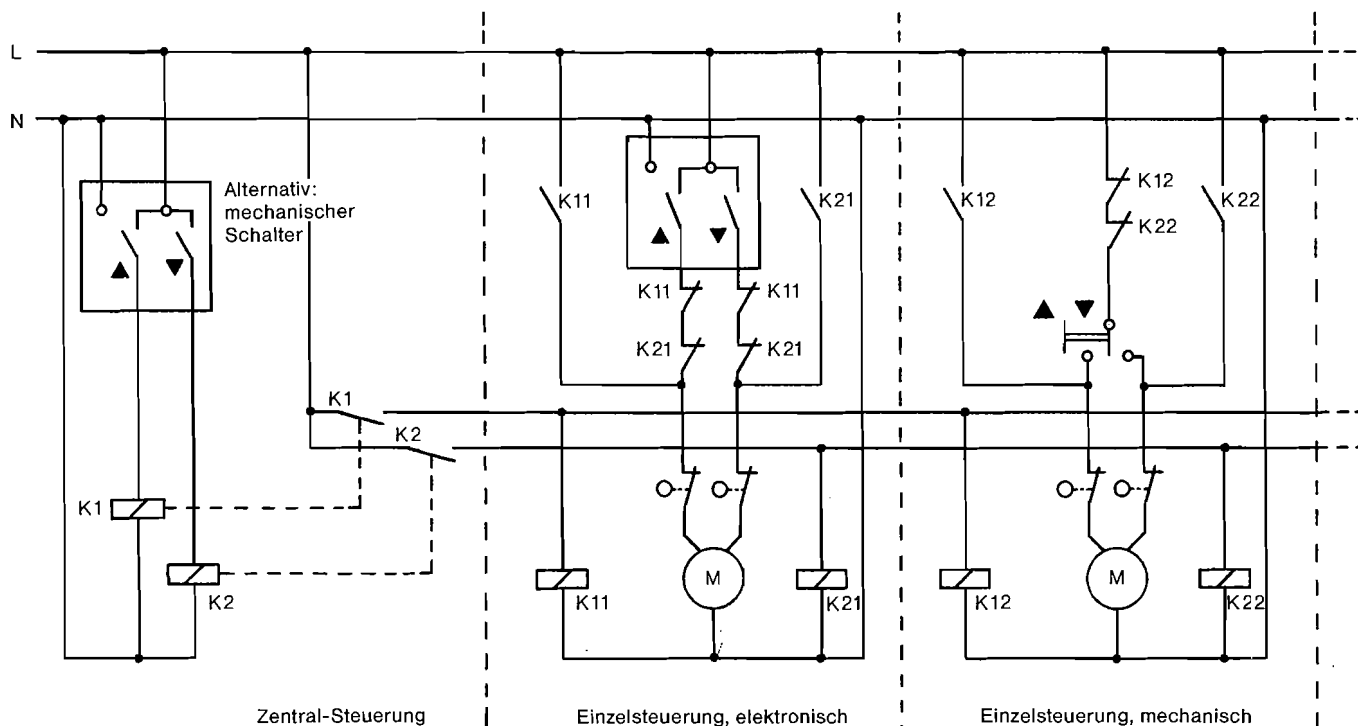 L
N
Alternativ:
mechanischer
Schalter
K11
K21
K12
K12
K22
K22
K11
K11
K21
K21
K1
K2
K1
K2
K11
M
K21
K12
M
K22
Zentral-Steuerung
Einzelsteuerung, elektronisch
Einzelsteuerung, mechanisch